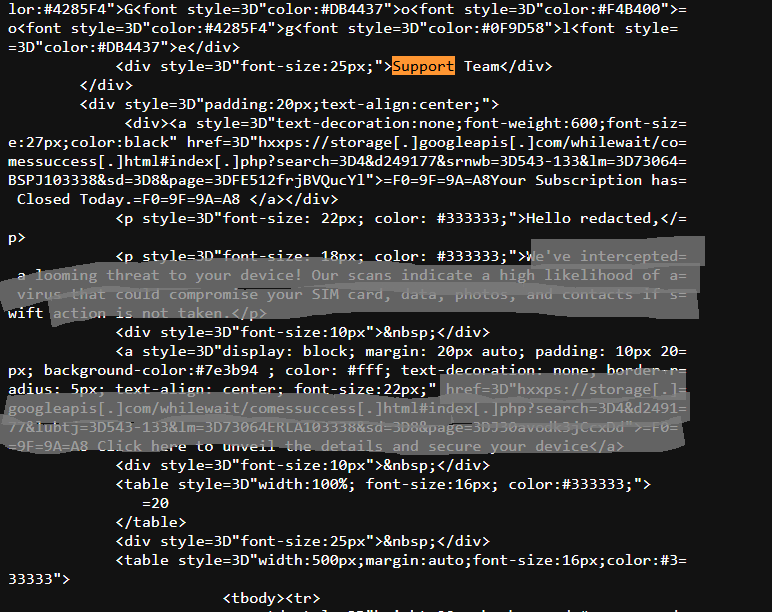 lor:#4285F4">G<font style=3D"color:#DB4437">o<font style=3D"color:#F4B400">=
o<font style=3D"color:#4285F4">g<font style=3D"color:#0F9D58">l<font style=
=3D"color:#DB4437">e</div>
<div style=3D"font-size:25px;">Support Team</div>
</div>
<div style=3D"padding:20px;text-align:center;">
<div><a style=3D"text-decoration:none;font-weight:600;font-siz=
e:27px;color:black" href=3D"hxxps://storage[.]googleapis[.]com/whilewait/co=
messuccess[.]html#index[.]php?search=3D4&d249177&srnwb=3D543-133&lm=3D73064=
BSPJ103338&sd=3D8&page=3DFE512frjBVQucYl">=F0=9F=9A=A8Your Subscription has=
Closed Today.=F0=9F=9A=A8 </a></div>
<p style=3D"font-size: 22px; color: #333333;">Hello redacted,</=
p>
<p style=3D"font-size: 18px; color: #333333;">We've intercepted=
a looming threat to your device! Our scans indicate a high likelihood of a=
virus that could compromise your SIM card, data, photos, and contacts if s=
wift action is not taken.</p>
<div style=3D"font-size:10px">&nbsp;</div>
<a style=3D"display: block; margin: 20px auto; padding: 10px 20=
px; background-color:#7e3b94 ; color: #fff; text-decoration: none; border-r=
adius: 5px; text-align: center; font-size:22px;" href=3D"hxxps://storage[.]=
googleapis[.]com/whilewait/comessuccess[.]html#index[.]php?search=3D4&d2491=
77&lubtj=3D543-133&lm=3D73064ERLA103338&sd=3D8&page=3D330avodk3jCcxDd">=F0=
=9F=9A=A8 Click here to unveil the details and secure your device</a>
<div style=3D"font-size:10px">&nbsp;</div>
<table style=3D"width:100%; font-size:16px; color:#333333;">
=20
</table>
<div style=3D"font-size:25px">&nbsp;</div>
<table style=3D"width:500px;margin:auto;font-size:16px;color:#3=
33333">
<tbody><tr>